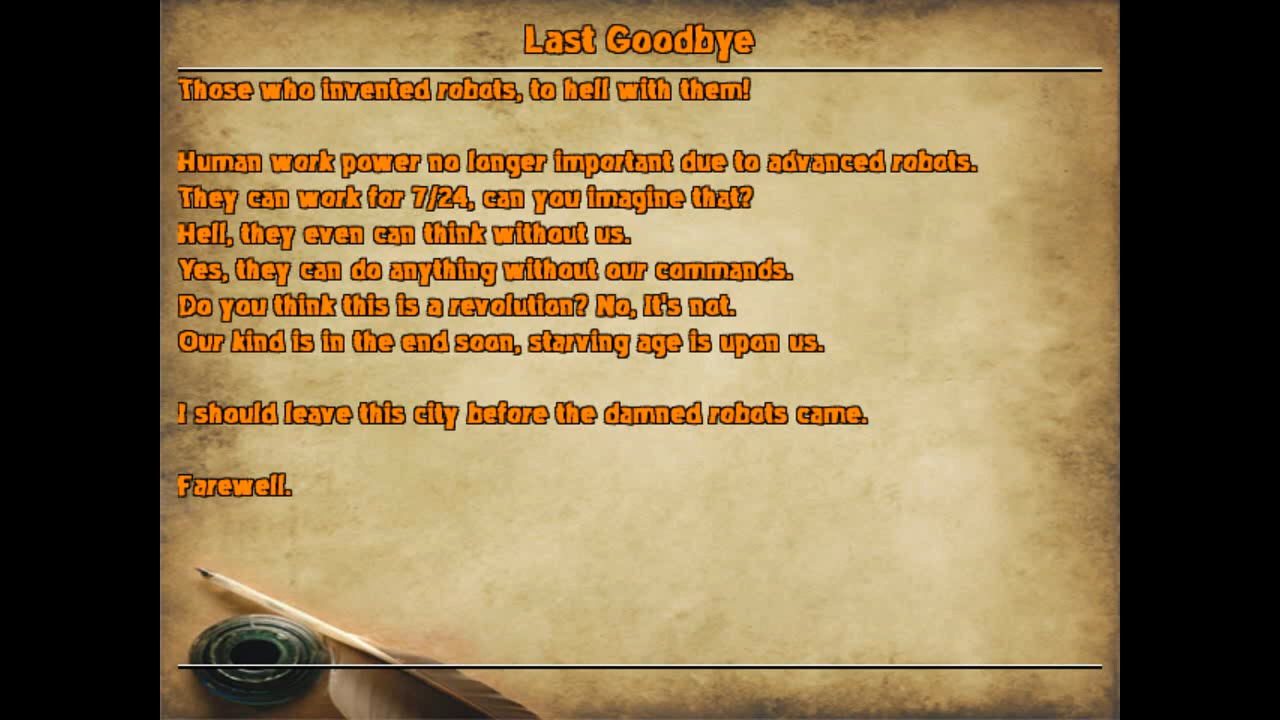 Last Goodbye
Those who invented robots, to hell with them!
Human work power no longer important due to advanced robots.
They can work for 7/24, can you imagine that?
Hell, they even can think without us.
Yes, they can do anything without our commands.
Do you think this is a revolution? No, It's not.
Our kind is in the end soon, starving age is upon us.
I should leave this city before the damned robots came.
Farewell.